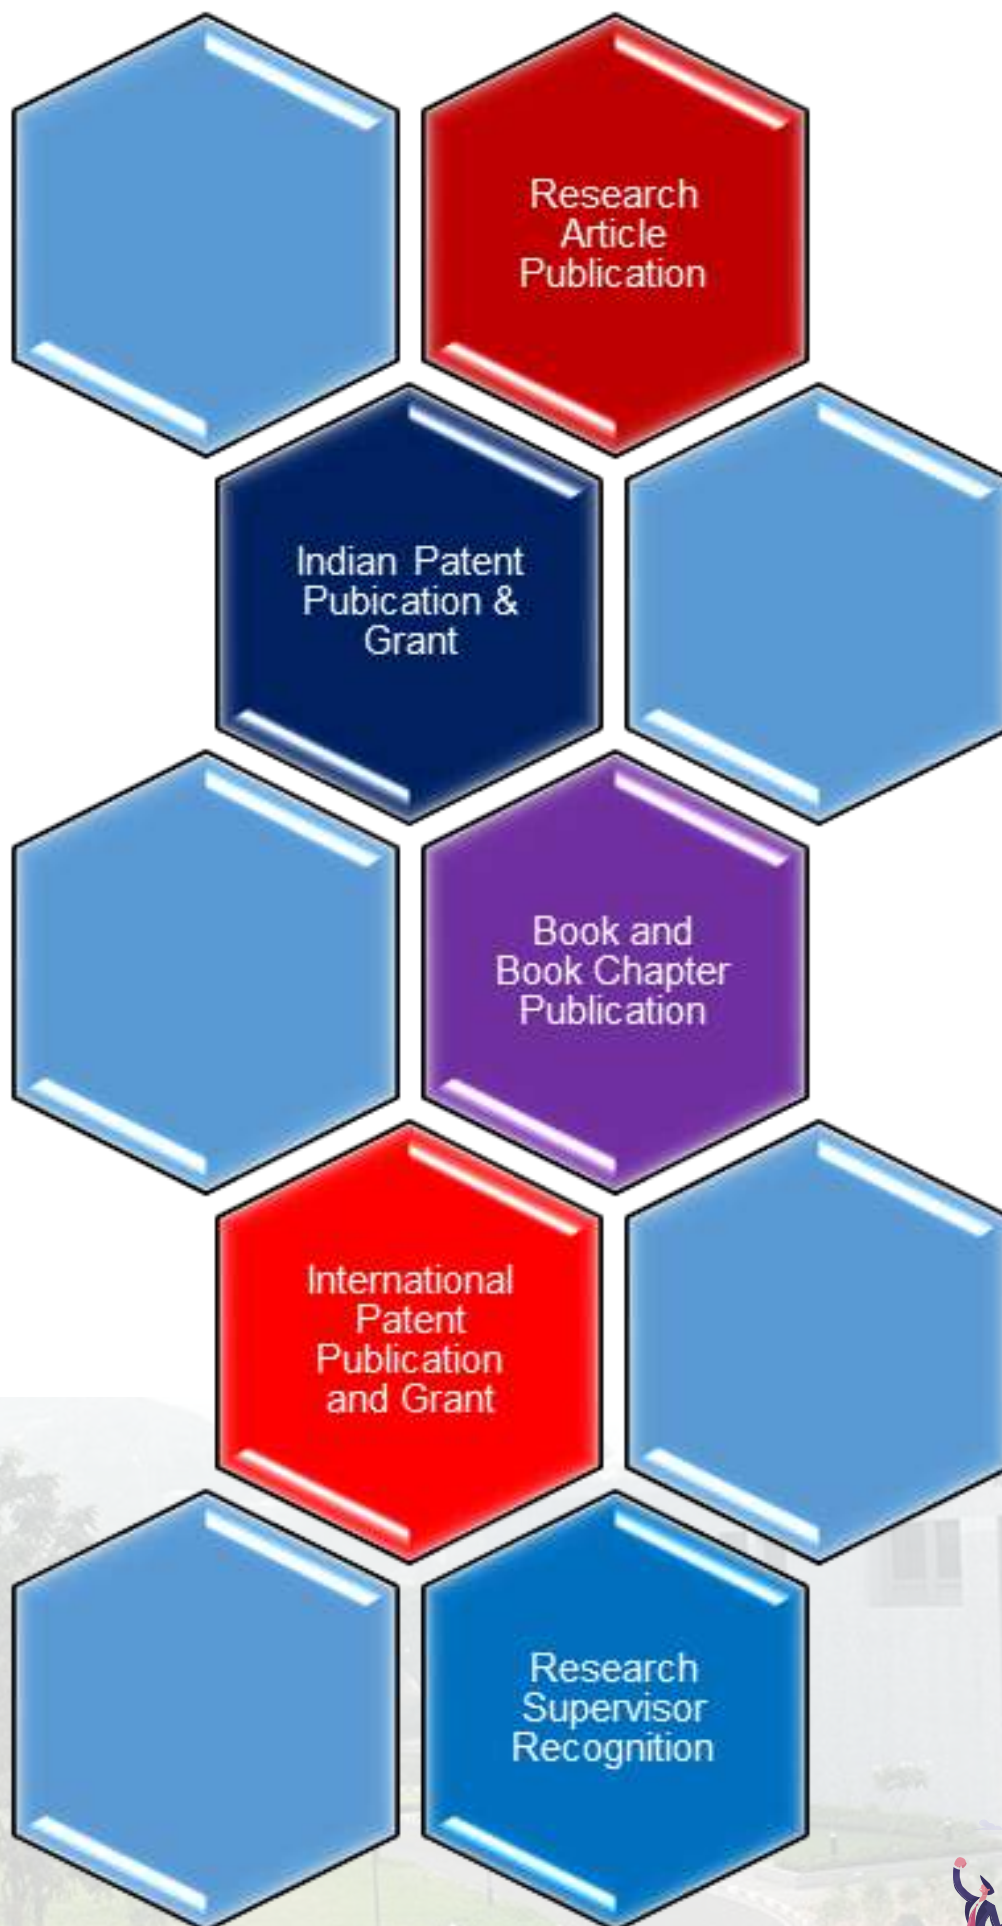 Research
Article
Publication
Indian Patent
Pubication &
Grant
Book and
Book Chapter
Publication
International
Patent
Publication
and Grant
Research
Supervisor
Recognition